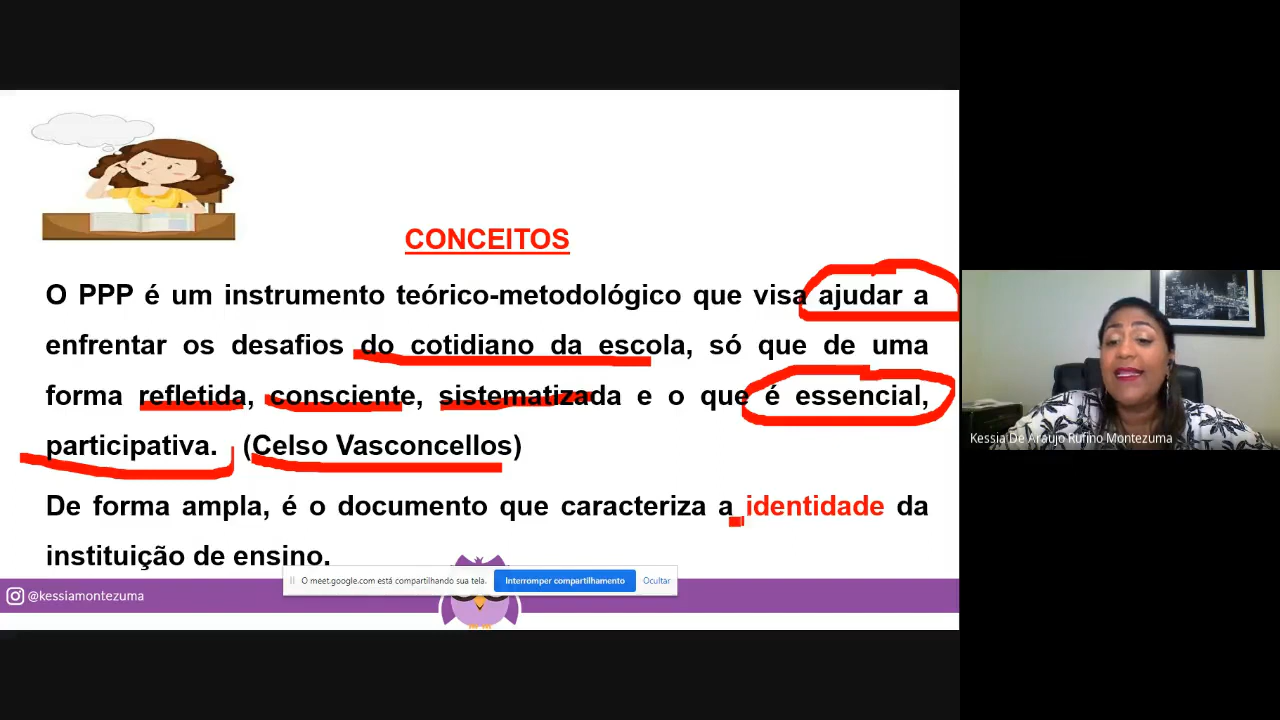 CONCEITOS
O PPP é um instrumento teórico-metodológico que visa ajudar a
enfrentar os desafios do cotidiano da escola, só que de uma
forma refletida, consciente, sistematizada e o que é essencial,
participativa. (Celso Vasconcellos)
De forma ampla, é o documento que caracteriza a identidade da
instituição de ensino.
O meet.google.com está compartilhando sua tela.
Interromper compartilhamento
Ocultar
@kessiamontezuma
Kessia De Araujo Rufino Montezuma